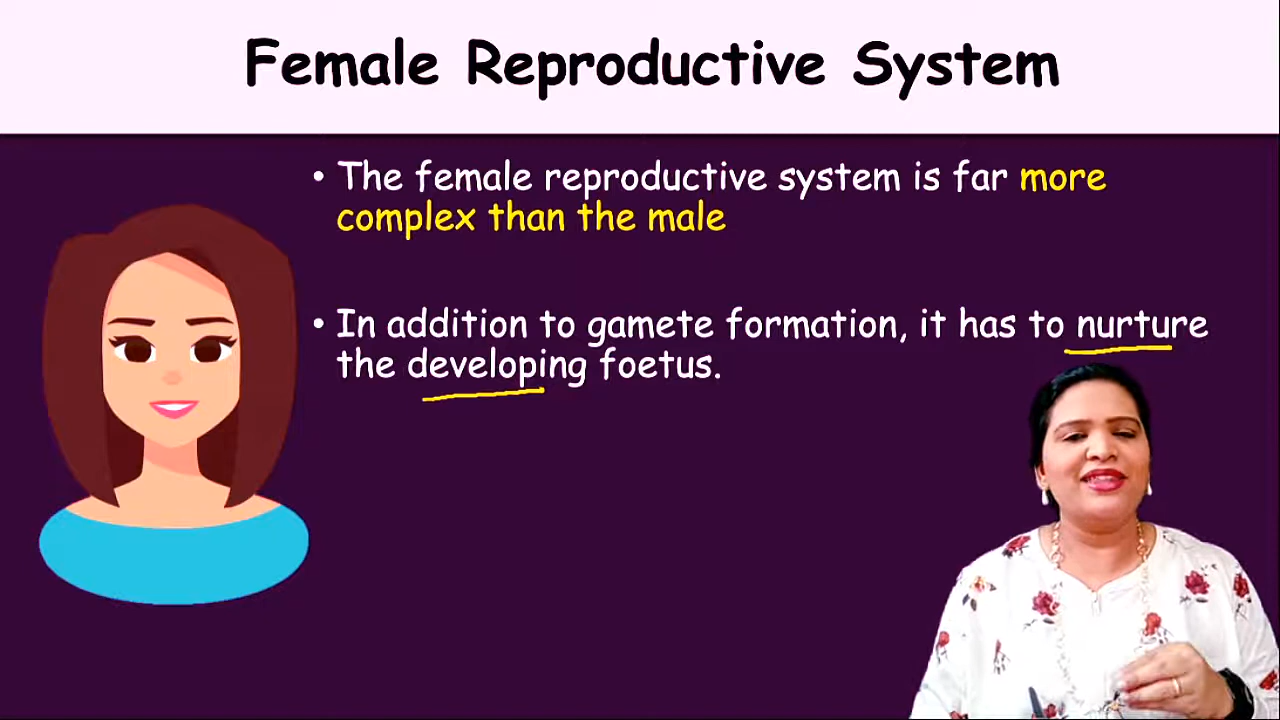 Female Reproductive System
• The female reproductive system is far more
complex than the male
• In addition to gamete formation, it has to nurture
the developing foetus.